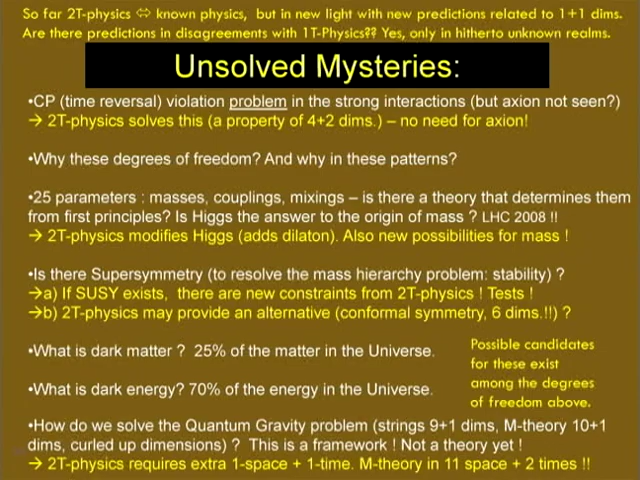 So far 2T-physics ⇔ known physics, but in new light with new predictions related to 1+1 dims.
Are there predictions in disagreements with 1T-Physics?? Yes, only in hitherto unknown realms.
Unsolved Mysteries:
•CP (time reversal) violation problem in the strong interactions (but axion not seen?)
→ 2T-physics solves this (a property of 4+2 dims.) – no need for axion!
•Why these degrees of freedom? And why in these patterns?
•25 parameters : masses, couplings, mixings – is there a theory that determines them
from first principles? Is Higgs the answer to the origin of mass ? LHC 2008 !!
→ 2T-physics modifies Higgs (adds dilaton). Also new possibilities for mass !
•Is there Supersymmetry (to resolve the mass hierarchy problem: stability) ?
→a) If SUSY exists, there are new constraints from 2T-physics ! Tests !
→b) 2T-physics may provide an alternative (conformal symmetry, 6 dims.!!) ?
•What is dark matter ? 25% of the matter in the Universe.
•What is dark energy? 70% of the energy in the Universe.
Possible candidates
for these exist
among the degrees
of freedom above.
•How do we solve the Quantum Gravity problem (strings 9+1 dims, M-theory 10+1
dims, curled up dimensions) ? This is a framework ! Not a theory yet !
→ 2T-physics requires extra 1-space + 1-time. M-theory in 11 space + 2 times !!